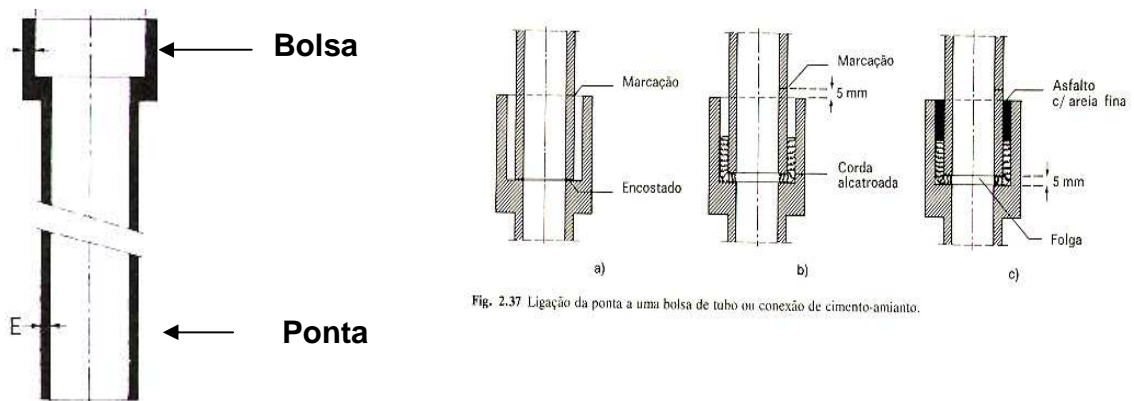 Bolsa
E
Ponta
Marcação
Encostado
a)
Marcação
5 mm
Corda
alcatroada
b)
Asfalto
c/ areia fina
5 mm
Folga
c)
Fig. 2.37 Ligação da ponta a uma bolsa de tubo ou conexão de cimento-amianto.